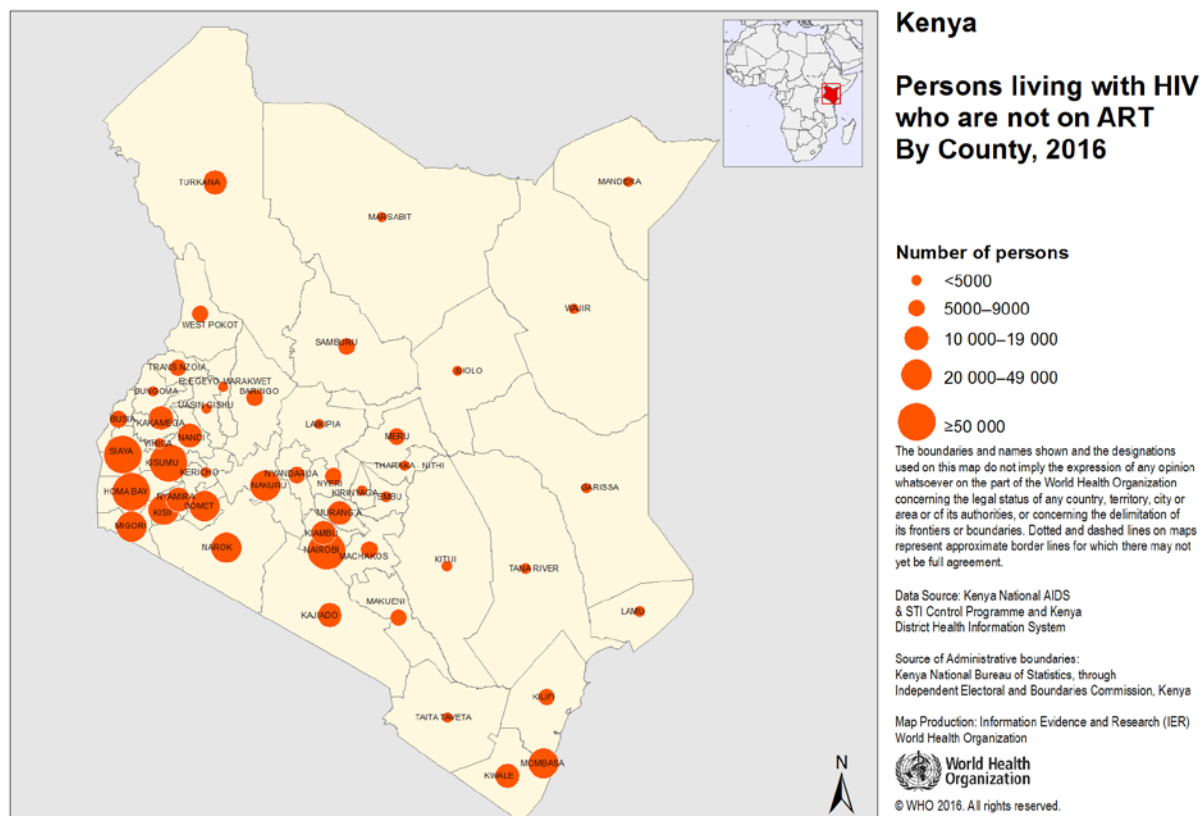 Kenya
Persons living with HIV
who are not on ART
By County, 2016
Number of persons
<5000
5000–9000
10 000–19 000
20 000–49 000
≥50 000
The boundaries and names shown and the designations
used on this map do not imply the expression of any opinion
whatsoever on the part of the World Health Organization
concerning the legal status of any country, territory, city or
area or of its authorities, or concerning the delimitation of
its frontiers or boundaries. Dotted and dashed lines on maps
represent approximate border lines for which there may not
yet be full agreement.
Data Source: Kenya National AIDS
& STI Control Programme and Kenya
District Health Information System
Source of Administrative boundaries:
Kenya National Bureau of Statistics, through
Independent Electoral and Boundaries Commission, Kenya
Map Production: Information Evidence and Research (IER)
World Health Organization
World Health
Organization
© WHO 2016. All rights reserved.
N
TURKANA
MANDERA
MARSABIT
WAJIR
WEST POKOT
SAMBURU
ISIOLO
TRANS NZOIA
ELEGEYO-MARAKWET
BUNGOMA
BARINGO
UASIN GISHU
BUSIA
KAKAMEGA
LAIKIPIA
NANDI
MERU
VIHIGA
SIAYA
KISUMU
THARAKA - NITHI
KERICHO
NYANDARUA
NYERI
NAKURU
GARISSA
HOMA BAY
KIRINYAGA
NYAMIRA
EMBU
BOMET
KISII
MURANG'A
MIGORI
KIAMBU
NAROK
NAIROBI
MACHAKOS
KITUI
TANA RIVER
MAKUENI
LAMU
KAJIADO
KILIFI
TAITA TAVETA
MOMBASA
KWALE